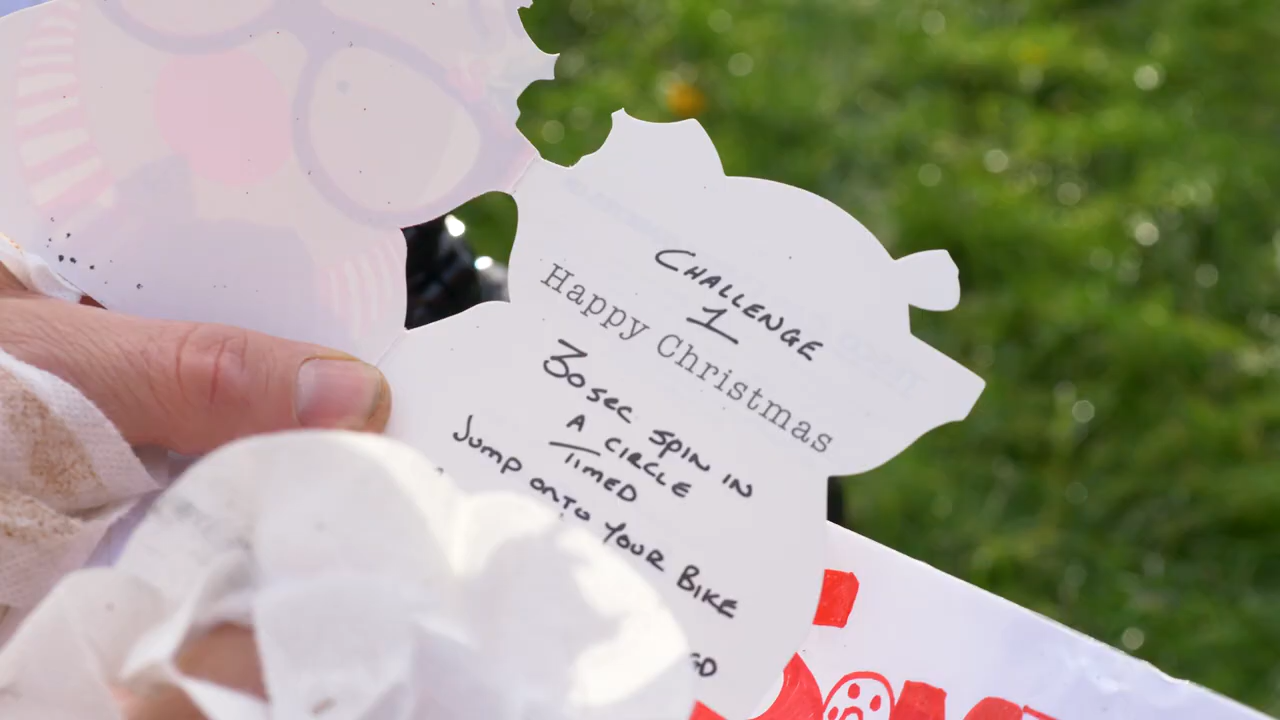 CHALLENGE
1
Happy Christmas
30 SEC SPIN IN
A CIRCLE
TIMED
JUMP ONTO YOUR BIKE